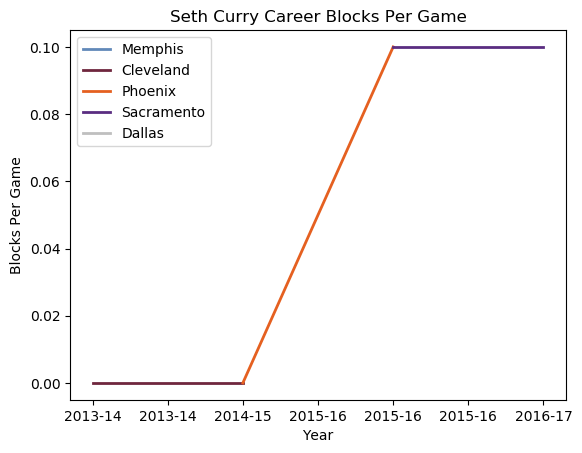 Seth Curry Career Blocks Per Game
0.10
0.08
0.06
0.04
0.02
0.00
Blocks Per Game
Memphis
Cleveland
Phoenix
Sacramento
Dallas
2013-14 2013-14 2014-15 2015-16 2015-16 2015-16 2016-17
Year